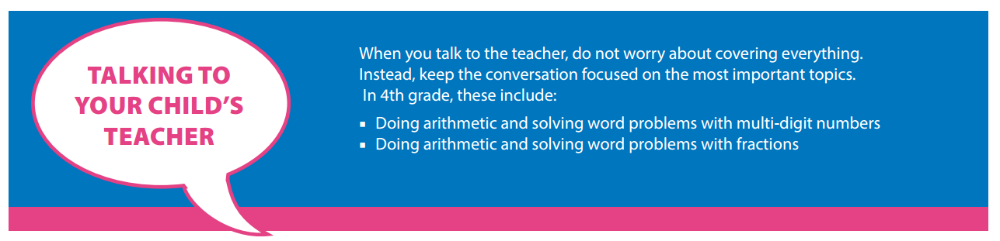 TALKING TO
YOUR CHILD'S
TEACHER
When you talk to the teacher, do not worry about covering everything.
Instead, keep the conversation focused on the most important topics.
In 4th grade, these include:
▪ Doing arithmetic and solving word problems with multi-digit numbers
▪ Doing arithmetic and solving word problems with fractions